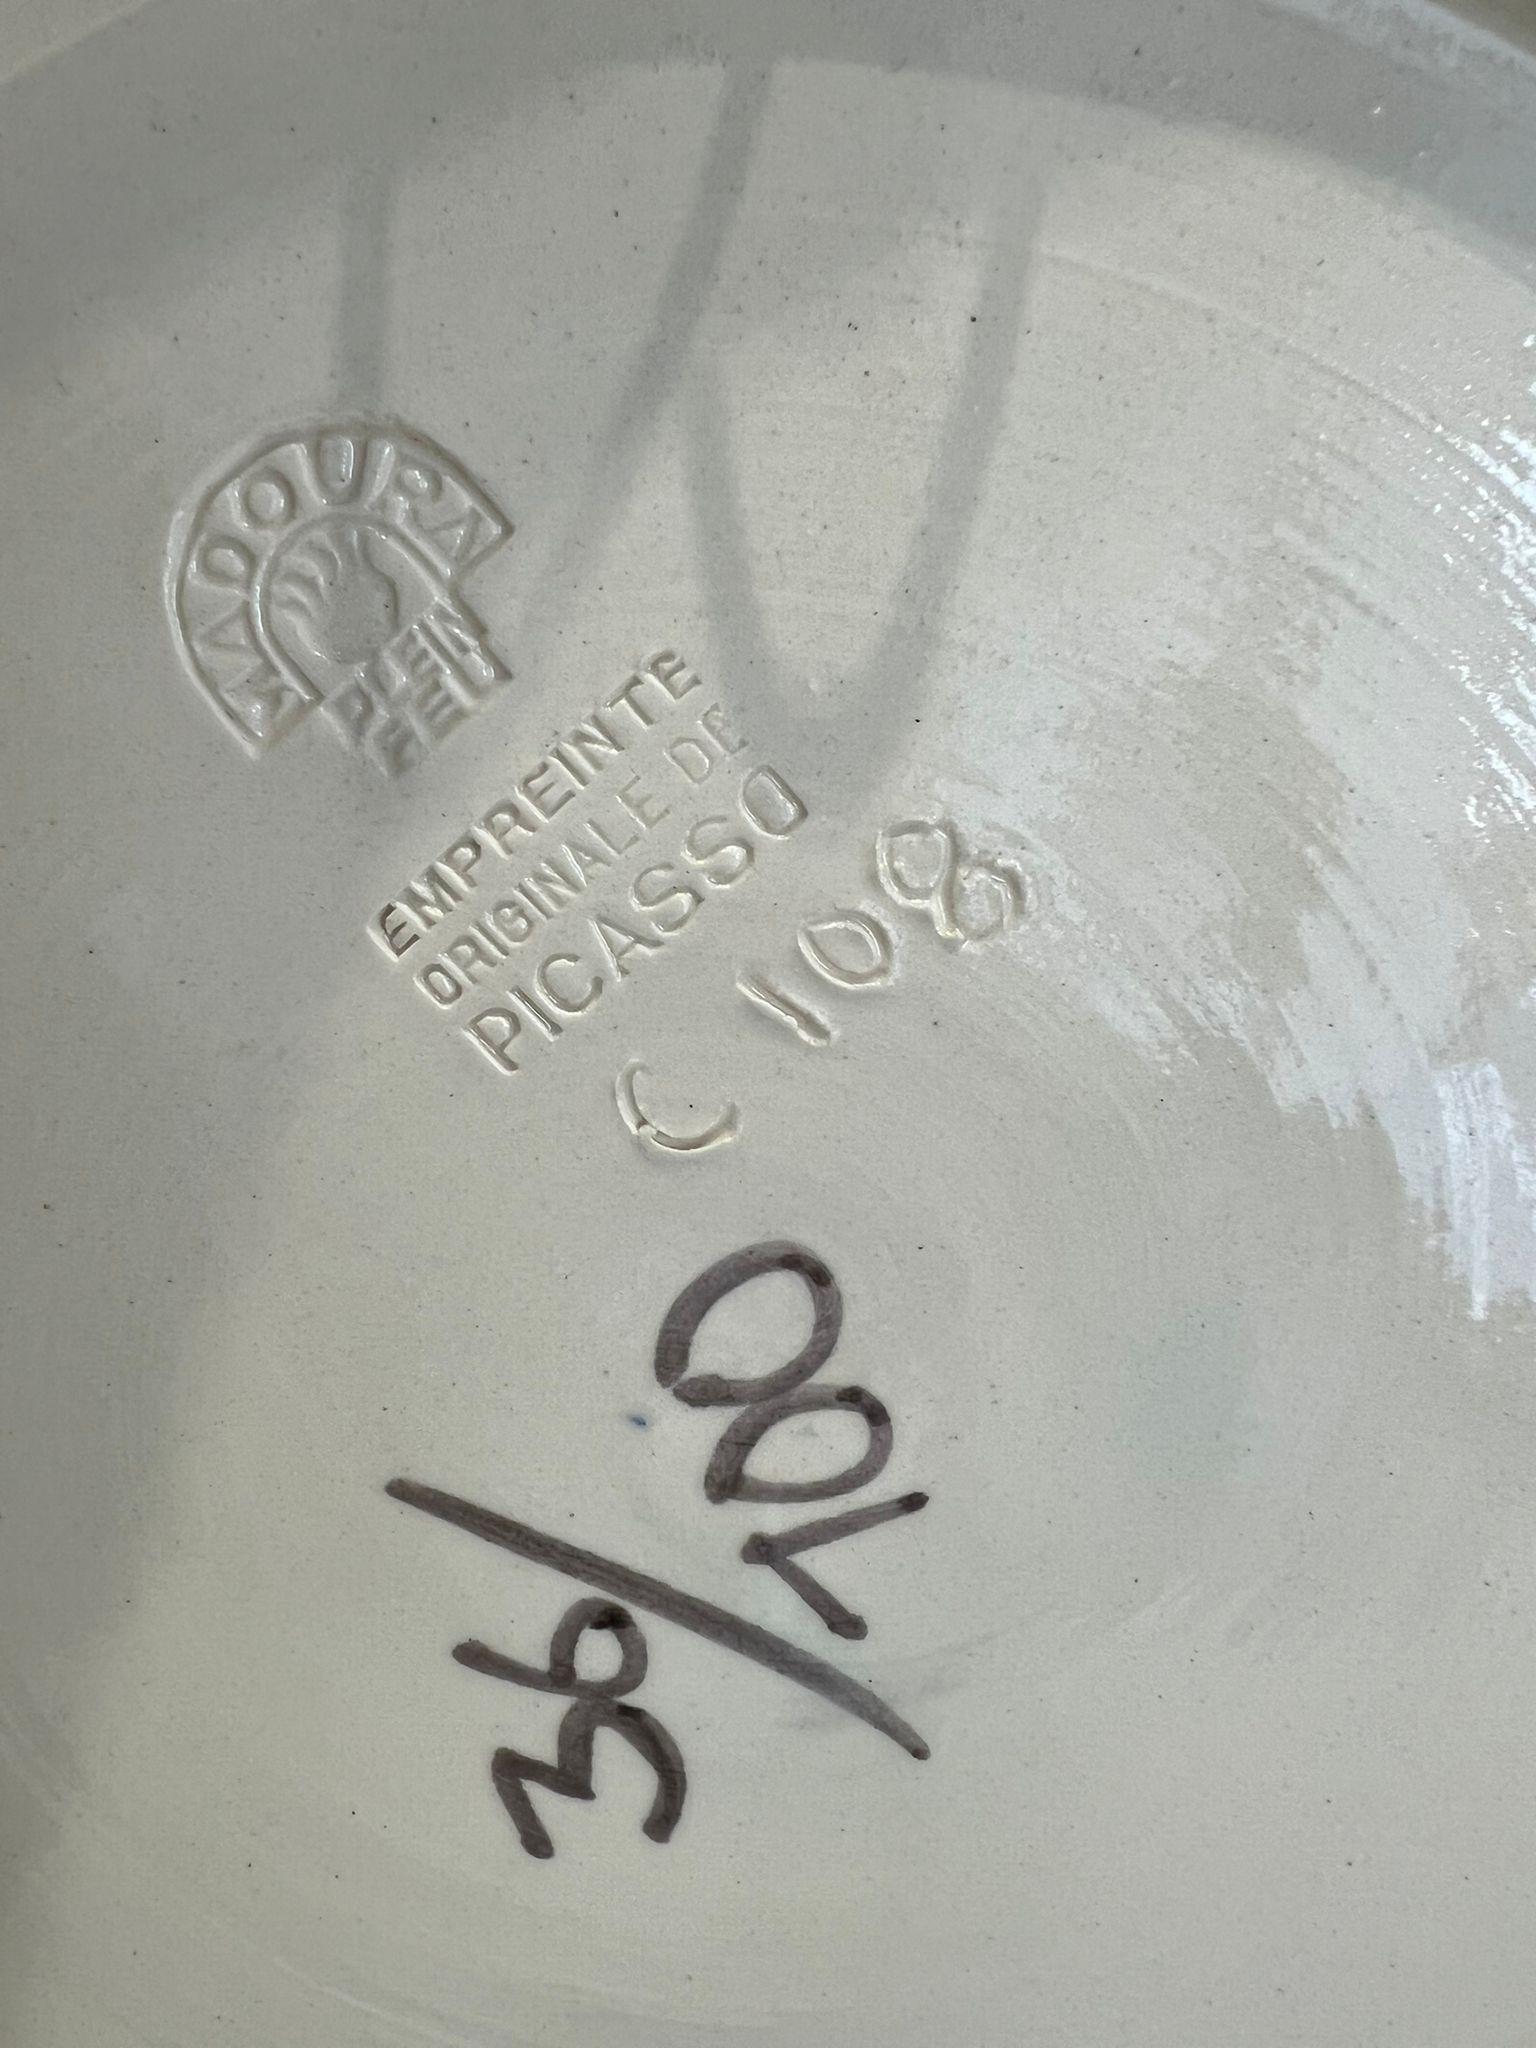 MADOURA
PLEIN
FEU
EMPREINTE
ORIGINALE DE
PICASSO
C 108
36/100